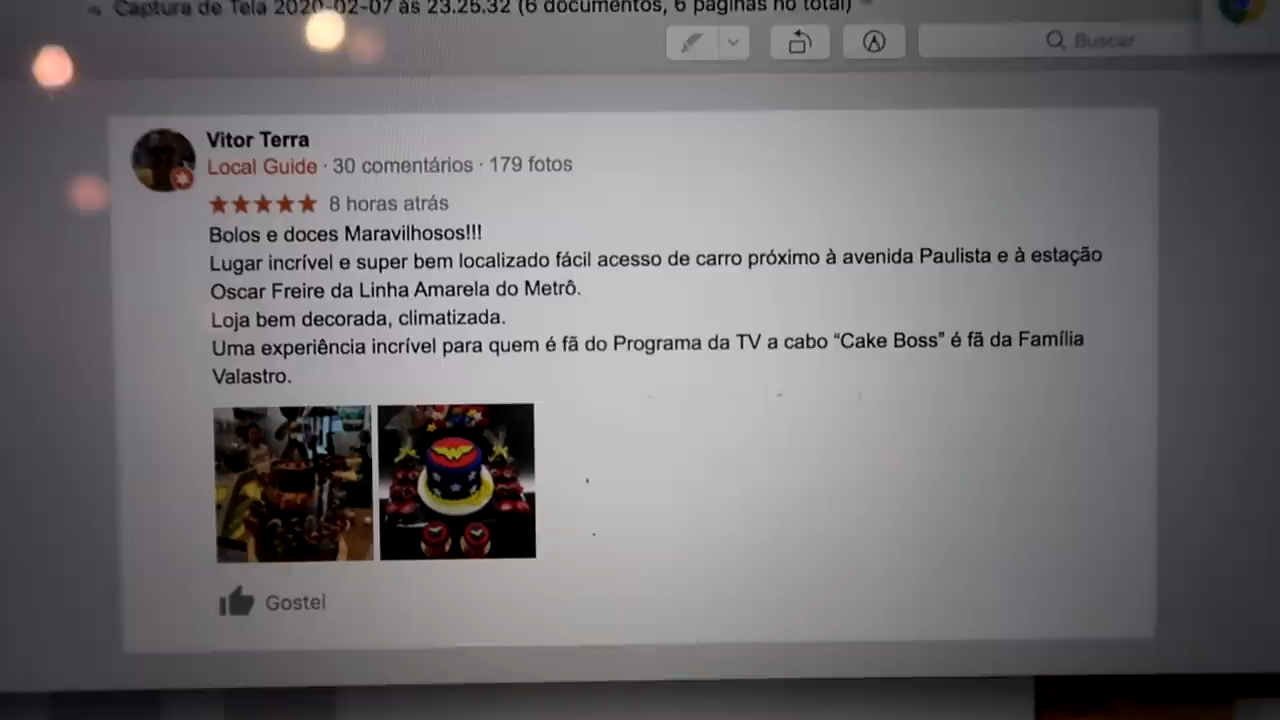 Captura de Tela 2020-02-07 às 23.25.32 (6 documentos, 6 páginas no total)
Buscar
Vitor Terra
Local Guide · 30 comentários · 179 fotos
8 horas atrás
Bolos e doces Maravilhosos!!!
Lugar incrível e super bem localizado fácil acesso de carro próximo à avenida Paulista e à estação
Oscar Freire da Linha Amarela do Metrô.
Loja bem decorada, climatizada.
Uma experiência incrível para quem é fã do Programa da TV a cabo “Cake Boss” é fã da Família
Valastro.
Gostei